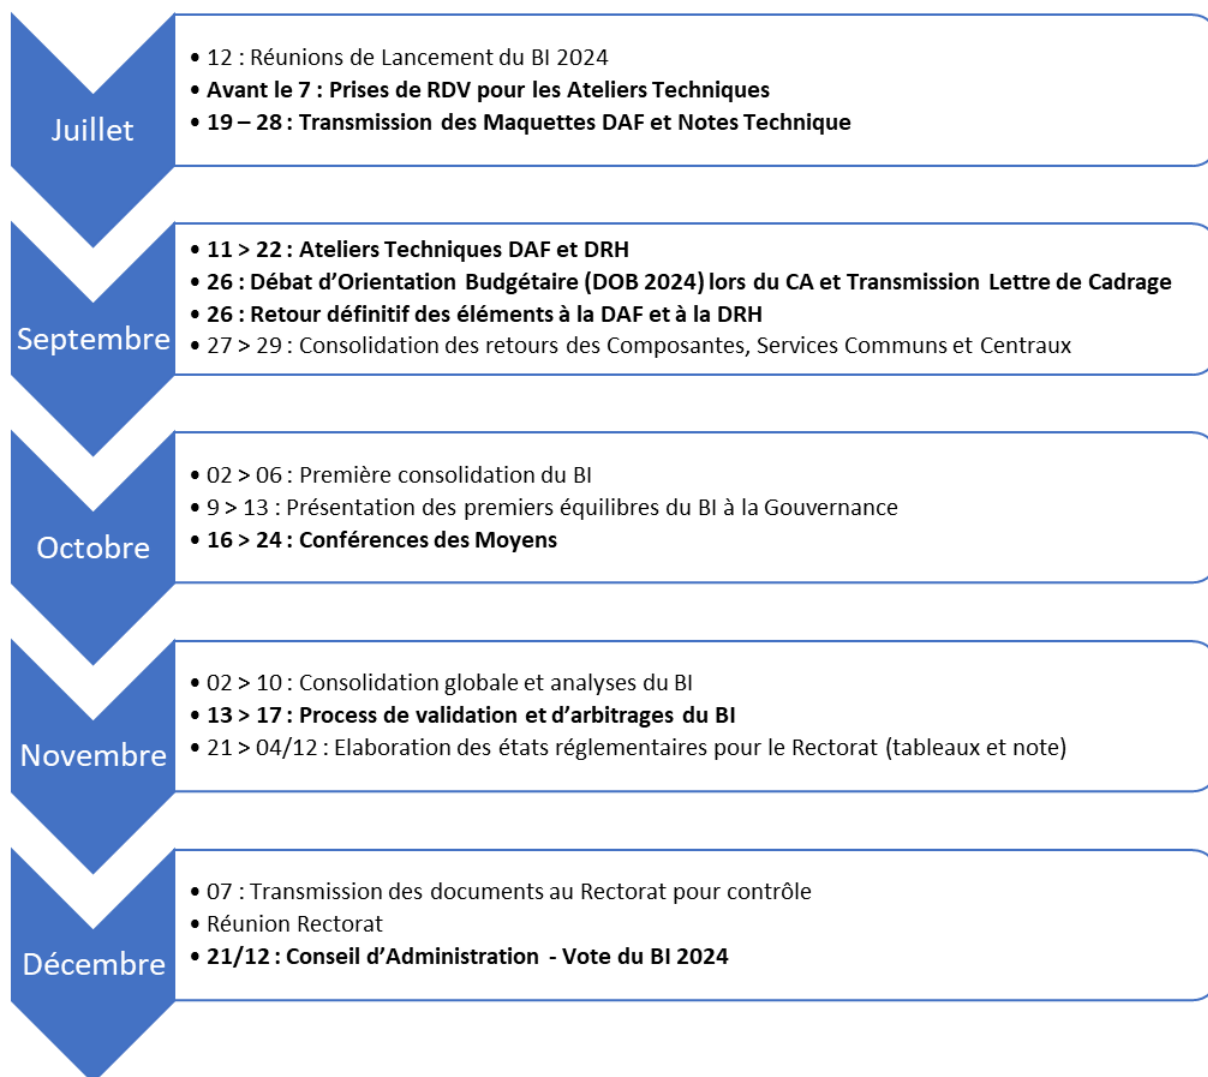 Juillet
• 12 : Réunions de Lancement du BI 2024
• Avant le 7 : Prises de RDV pour les Ateliers Techniques
• 19 – 28 : Transmission des Maquettes DAF et Notes Technique
Septembre
• 11 > 22 : Ateliers Techniques DAF et DRH
• 26 : Débat d’Orientation Budgétaire (DOB 2024) lors du CA et Transmission Lettre de Cadrage
• 26 : Retour définitif des éléments à la DAF et à la DRH
• 27 > 29 : Consolidation des retours des Composantes, Services Communs et Centraux
Octobre
• 02 > 06 : Première consolidation du BI
• 9 > 13 : Présentation des premiers équilibres du BI à la Gouvernance
• 16 > 24 : Conférences des Moyens
Novembre
• 02 > 10 : Consolidation globale et analyses du BI
• 13 > 17 : Process de validation et d’arbitrages du BI
• 21 > 04/12 : Elaboration des états réglementaires pour le Rectorat (tableaux et note)
Décembre
• 07 : Transmission des documents au Rectorat pour contrôle
• Réunion Rectorat
• 21/12 : Conseil d’Administration - Vote du BI 2024